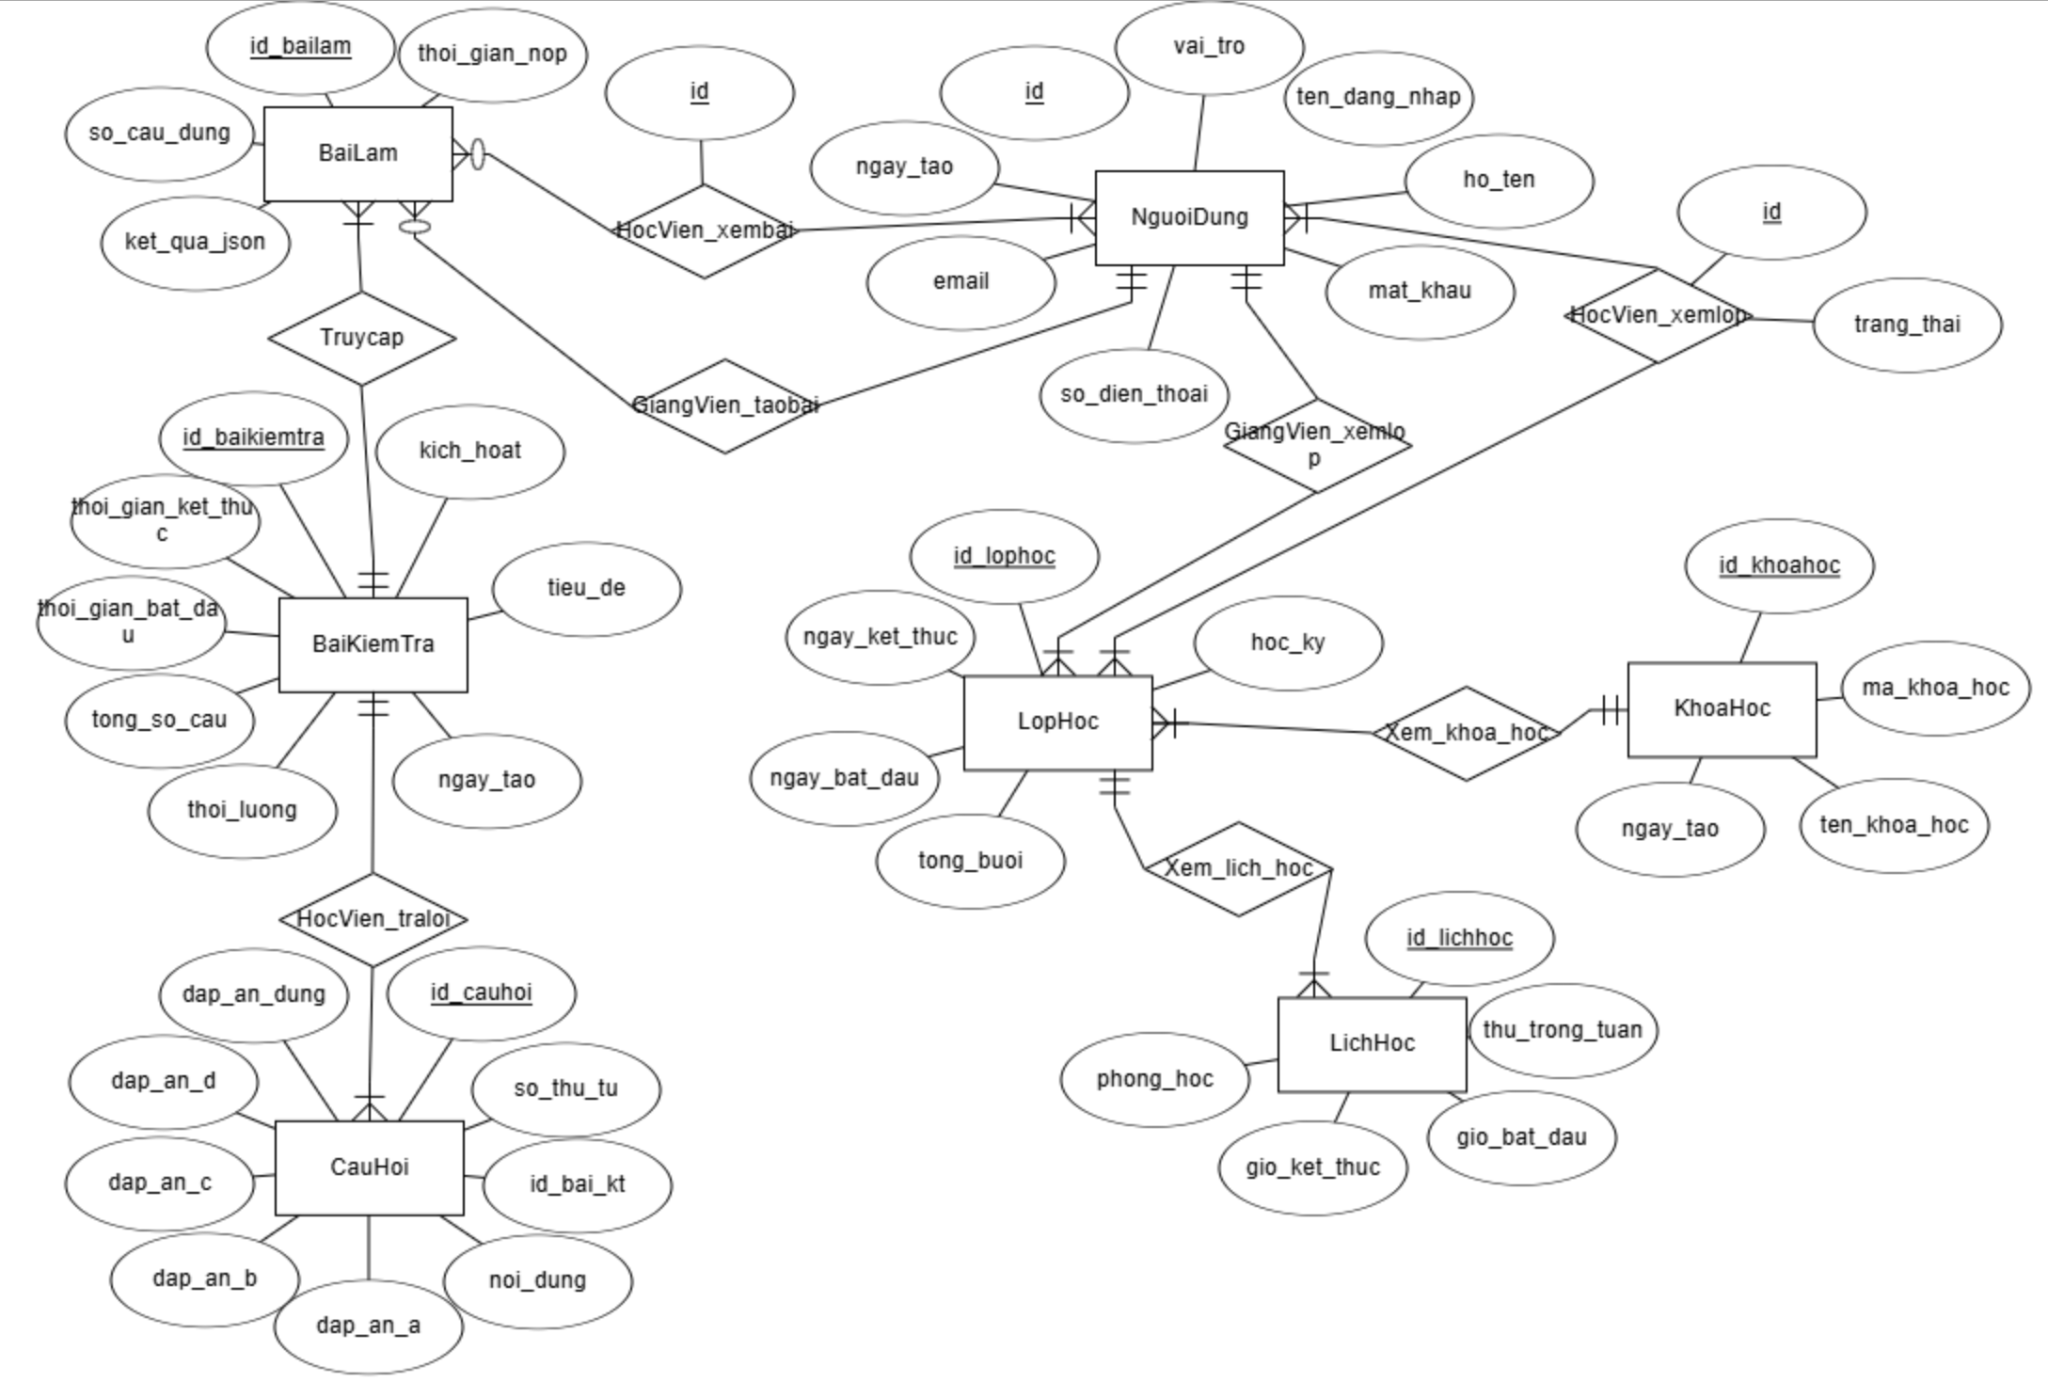 id_bailam
thoi_gian_nop
so_cau_dung
BaiLam
ket_qua_json
id
HocVien_xembai
id
vai_tro
ten_dang_nhap
ngay_tao
ho_ten
NguoiDung
email
mat_khau
so_dien_thoai
id
HocVien_xemlop
trang_thai
Truycap
GiangVien_taobai
GiangVien_xemlo
p
id_baikiemtra
kich_hoat
thoi_gian_ket_thu
c
thoi_gian_bat_da
u
tieu_de
BaiKiemTra
tong_so_cau
thoi_luong
ngay_tao
id_lophoc
ngay_ket_thuc
hoc_ky
LopHoc
ngay_bat_dau
tong_buoi
Xem_khoa_hoc
id_khoahoc
ma_khoa_hoc
KhoaHoc
ngay_tao
ten_khoa_hoc
Xem_lich_hoc
id_lichhoc
thu_trong_tuan
LichHoc
phong_hoc
gio_bat_dau
gio_ket_thuc
HocVien_traloi
dap_an_dung
id_cauhoi
dap_an_d
so_thu_tu
CauHoi
dap_an_c
id_bai_kt
dap_an_b
noi_dung
dap_an_a